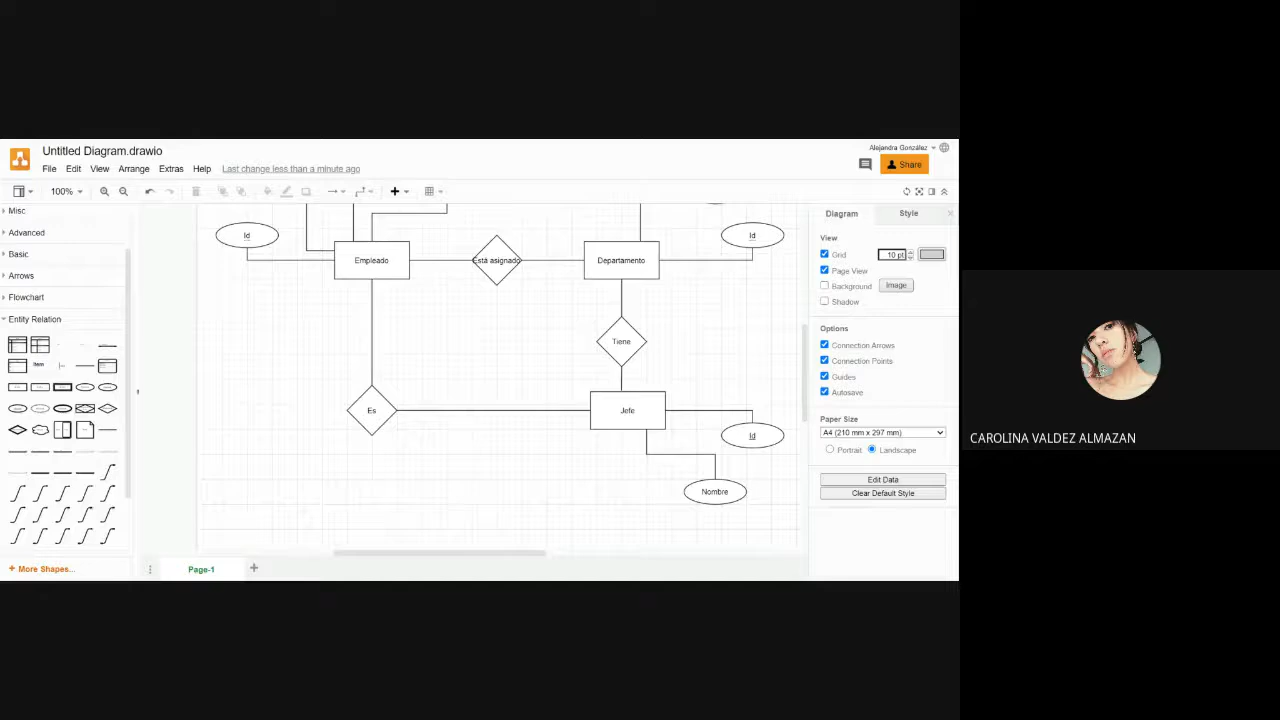 Untitled Diagram.drawio
Alejandra González
File Edit View Arrange Extras Help Last change less than a minute ago
Share
100%
Misc
Advanced
Basic
Arrows
Flowchart
Entity Relation
Item
More Shapes...
Id
Id
Empleado
Está asignado
Departamento
Tiene
Es
Jefe
Id
Nombre
Page-1
Diagram
Style
View
Grid
10 pt
Page View
Background
Image
Shadow
Options
Connection Arrows
Connection Points
Guides
Autosave
Paper Size
A4 (210 mm x 297 mm)
Portrait
Landscape
Edit Data
Clear Default Style
CAROLINA VALDEZ ALMAZAN